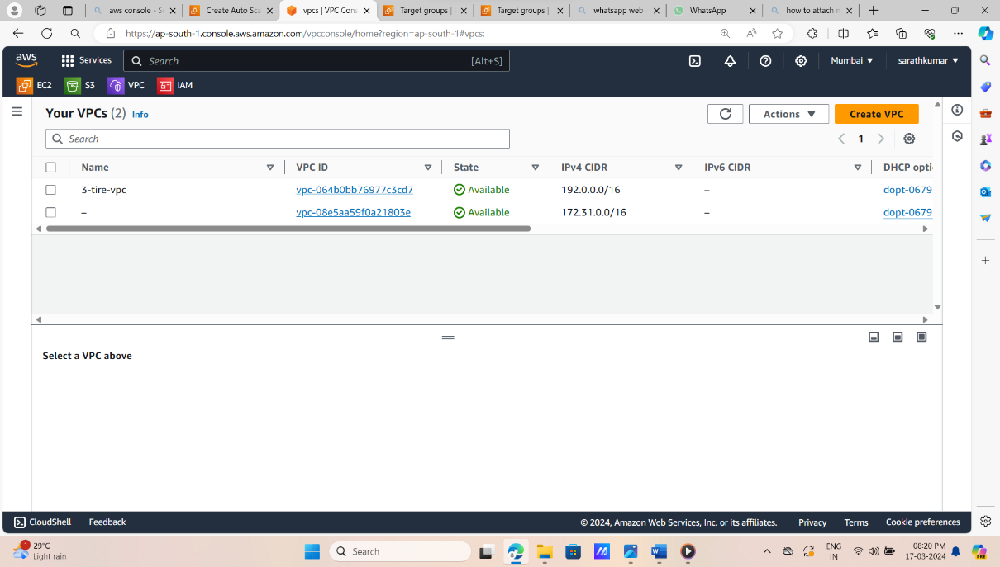 aws console - Se
Create Auto Sca
vpcs | VPC Cons
Target groups |
Target groups |
whatsapp web
WhatsApp
how to attach m
https://ap-south-1.console.aws.amazon.com/vpcconsole/home?region=ap-south-1#vpcs:
aws
Services
Search
[Alt+S]
Mumbai
sarathkumar
EC2
S3
VPC
IAM
Your VPCs (2) Info
Actions
Create VPC
Search
1
Name
VPC ID
State
IPv4 CIDR
IPv6 CIDR
DHCP opti
3-tire-vpc
vpc-064b0bb76977c3cd7
Available
192.0.0.0/16
–
dopt-0679
–
vpc-08e5aa59f0a21803e
Available
172.31.0.0/16
–
dopt-0679
Select a VPC above
CloudShell
Feedback
© 2024, Amazon Web Services, Inc. or its affiliates.
Privacy
Terms
Cookie preferences
1
29°C
Light rain
Search
ENG
IN
08:20 PM
17-03-2024
PRE